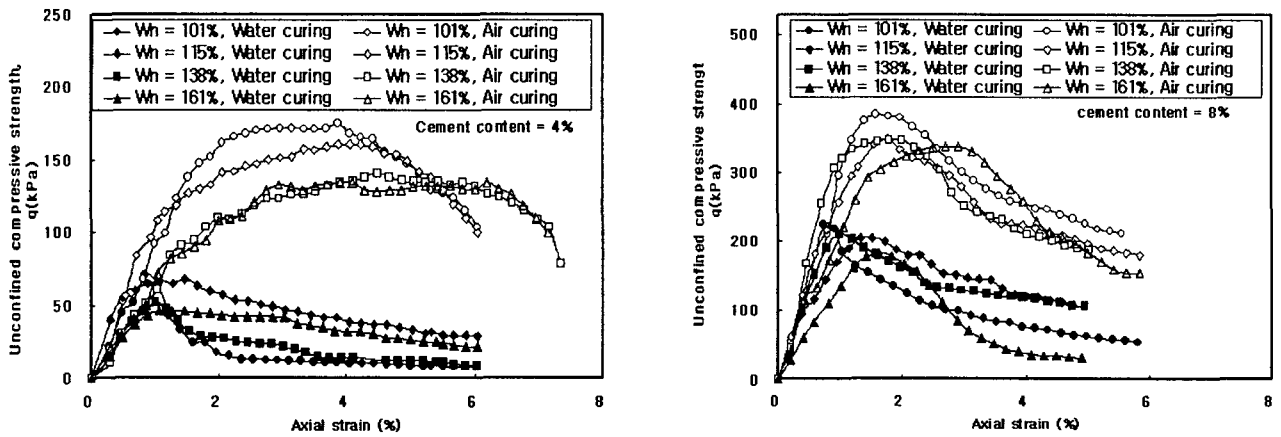 250
200
150
100
50
0
Unconfined compressive strength,
q(kPa)
Wn = 101%, Water curing
Wn = 101%, Air curing
Wn = 115%, Water curing
Wn = 115%, Air curing
Wn = 138%, Water curing
Wn = 138%, Air curing
Wn = 161%, Water curing
Wn = 161%, Air curing
Cement content = 4%
0 2 4 6 8
Axial strain (%)
500
400
300
200
100
0
Unconfined compressive strengt
q(kPa)
Wn = 101%, Water curing
Wn = 101%, Air curing
Wn = 115%, Water curing
Wn = 115%, Air curing
Wn = 138%, Water curing
Wn = 138%, Air curing
Wn = 161%, Water curing
Wn = 161%, Air curing
Cement content = 8%
0 2 4 6 8
Axial strain (%)